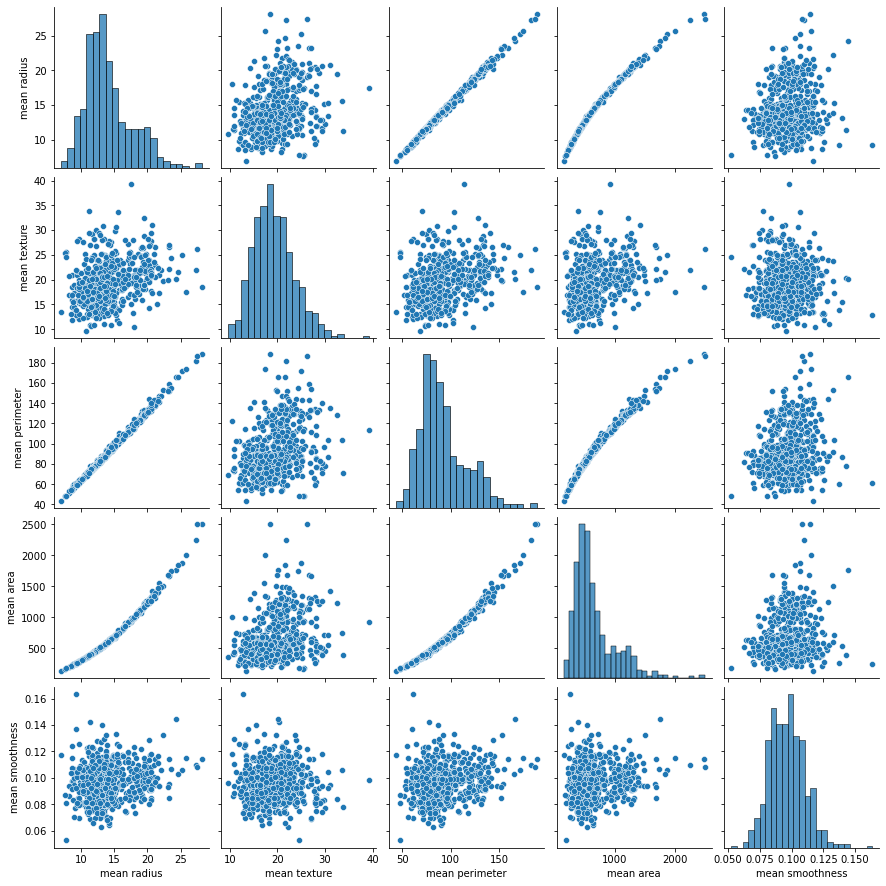 mean radius
25
20
15
10
mean texture
40
35
30
25
20
15
10
mean perimeter
180
160
140
120
100
80
60
40
mean area
2500
2000
1500
1000
500
mean smoothness
0.16
0.14
0.12
0.10
0.08
0.06
10 15 20 25
10 20 30 40
50 100 150
1000 2000
0.050 0.075 0.100 0.125 0.150
mean radius
mean texture
mean perimeter
mean area
mean smoothness